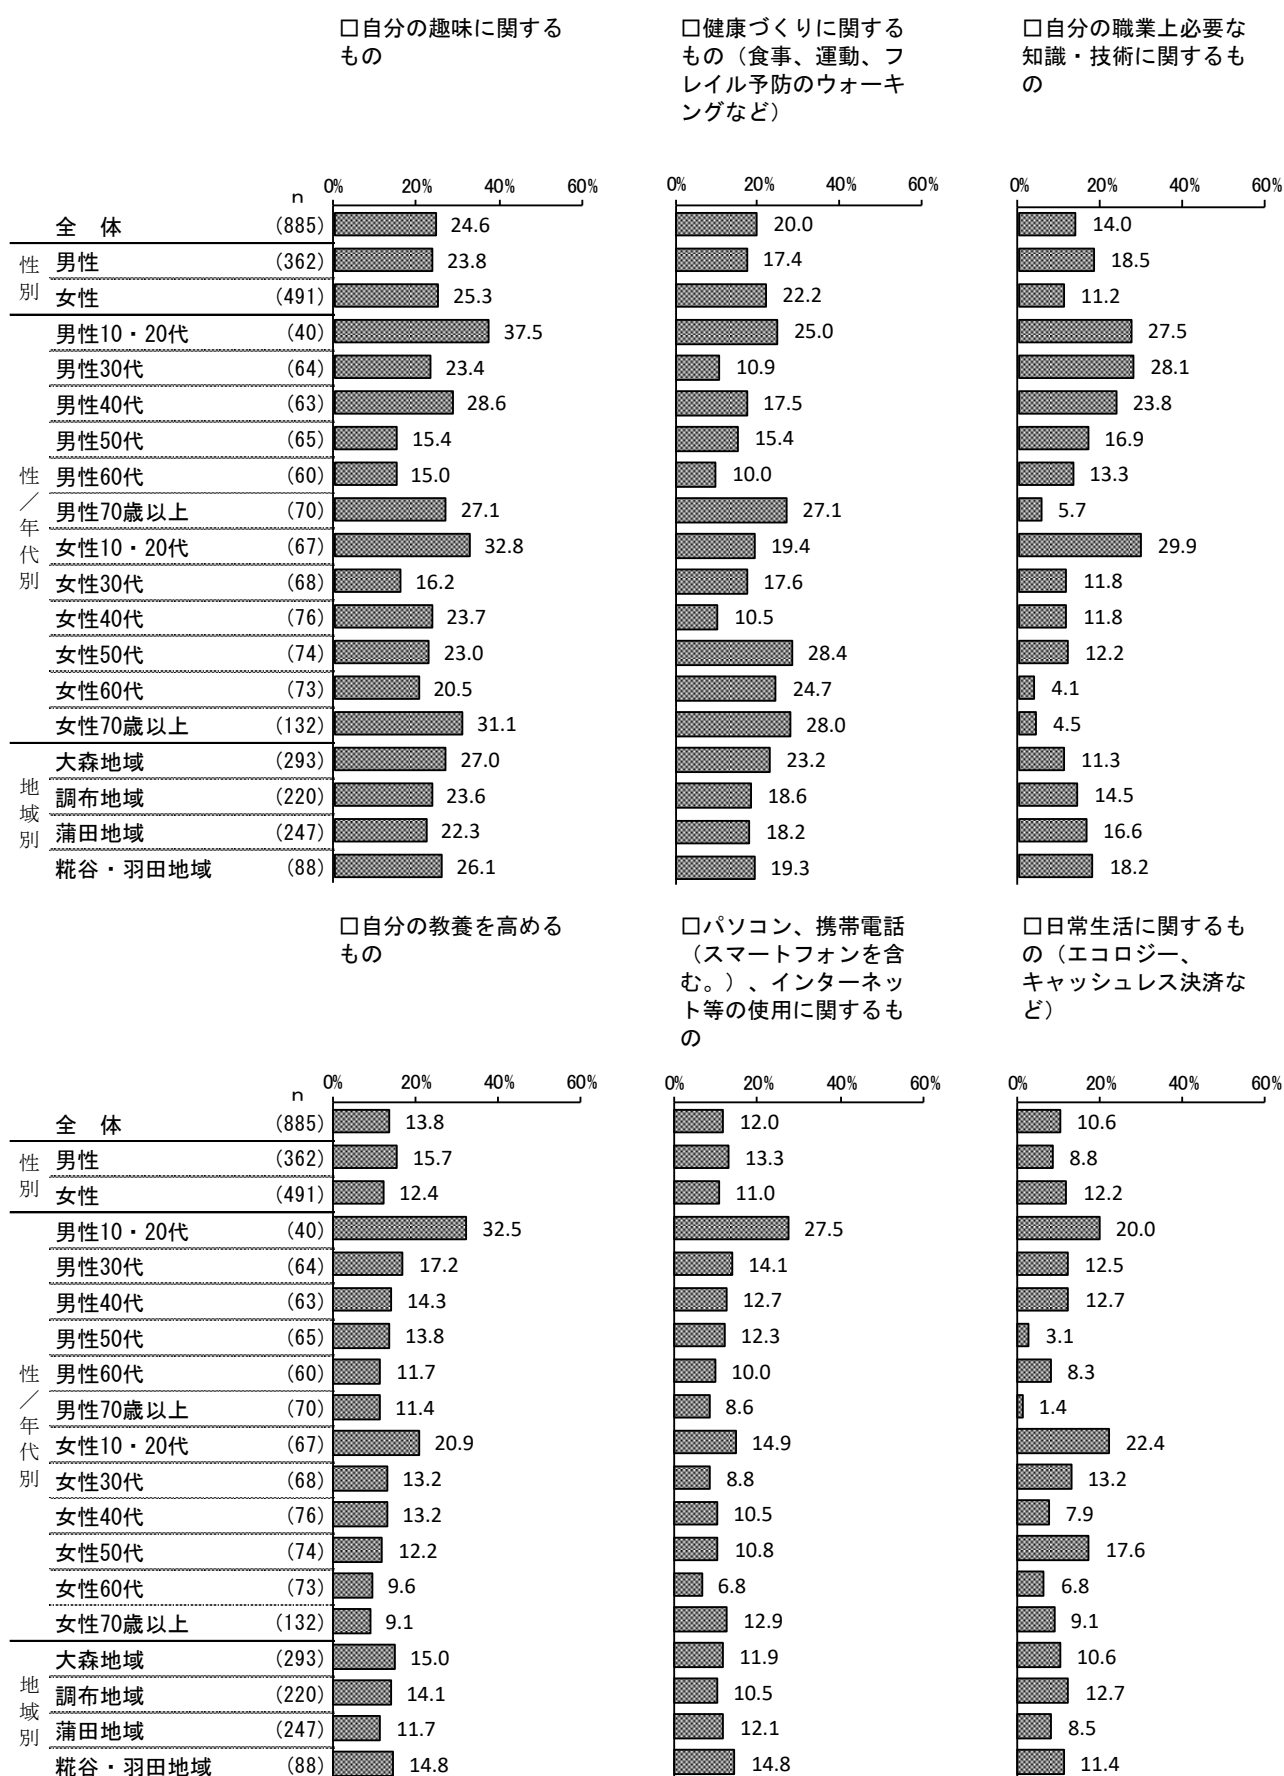 □自分の趣味に関する
もの
□健康づくりに関する
もの（食事、運動、フ
レイル予防のウォーキ
ングなど）
□自分の職業上必要な
知識・技術に関するも
の
n 0% 20% 40% 60% 0% 20% 40% 60% 0% 20% 40% 60%
全 体 (885) 24.6 20.0 14.0
性別
男性 (362) 23.8 17.4 18.5
女性 (491) 25.3 22.2 11.2
性／年代別
男性10・20代 (40) 37.5 25.0 27.5
男性30代 (64) 23.4 10.9 28.1
男性40代 (63) 28.6 17.5 23.8
男性50代 (65) 15.4 15.4 16.9
男性60代 (60) 15.0 10.0 13.3
男性70歳以上 (70) 27.1 27.1 5.7
女性10・20代 (67) 32.8 19.4 29.9
女性30代 (68) 16.2 17.6 11.8
女性40代 (76) 23.7 10.5 11.8
女性50代 (74) 23.0 28.4 12.2
女性60代 (73) 20.5 24.7 4.1
女性70歳以上 (132) 31.1 28.0 4.5
地域別
大森地域 (293) 27.0 23.2 11.3
調布地域 (220) 23.6 18.6 14.5
蒲田地域 (247) 22.3 18.2 16.6
糀谷・羽田地域 (88) 26.1 19.3 18.2
□自分の教養を高める
もの
□パソコン、携帯電話
（スマートフォンを含
む。）、インターネッ
ト等の使用に関するも
の
□日常生活に関するも
の（エコロジー、
キャッシュレス決済な
ど）
n 0% 20% 40% 60% 0% 20% 40% 60% 0% 20% 40% 60%
全 体 (885) 13.8 12.0 10.6
性別
男性 (362) 15.7 13.3 8.8
女性 (491) 12.4 11.0 12.2
性／年代別
男性10・20代 (40) 32.5 27.5 20.0
男性30代 (64) 17.2 14.1 12.5
男性40代 (63) 14.3 12.7 12.7
男性50代 (65) 13.8 12.3 3.1
男性60代 (60) 11.7 10.0 8.3
男性70歳以上 (70) 11.4 8.6 1.4
女性10・20代 (67) 20.9 14.9 22.4
女性30代 (68) 13.2 8.8 13.2
女性40代 (76) 13.2 10.5 7.9
女性50代 (74) 12.2 10.8 17.6
女性60代 (73) 9.6 6.8 6.8
女性70歳以上 (132) 9.1 12.9 9.1
地域別
大森地域 (293) 15.0 11.9 10.6
調布地域 (220) 14.1 10.5 12.7
蒲田地域 (247) 11.7 12.1 8.5
糀谷・羽田地域 (88) 14.8 14.8 11.4